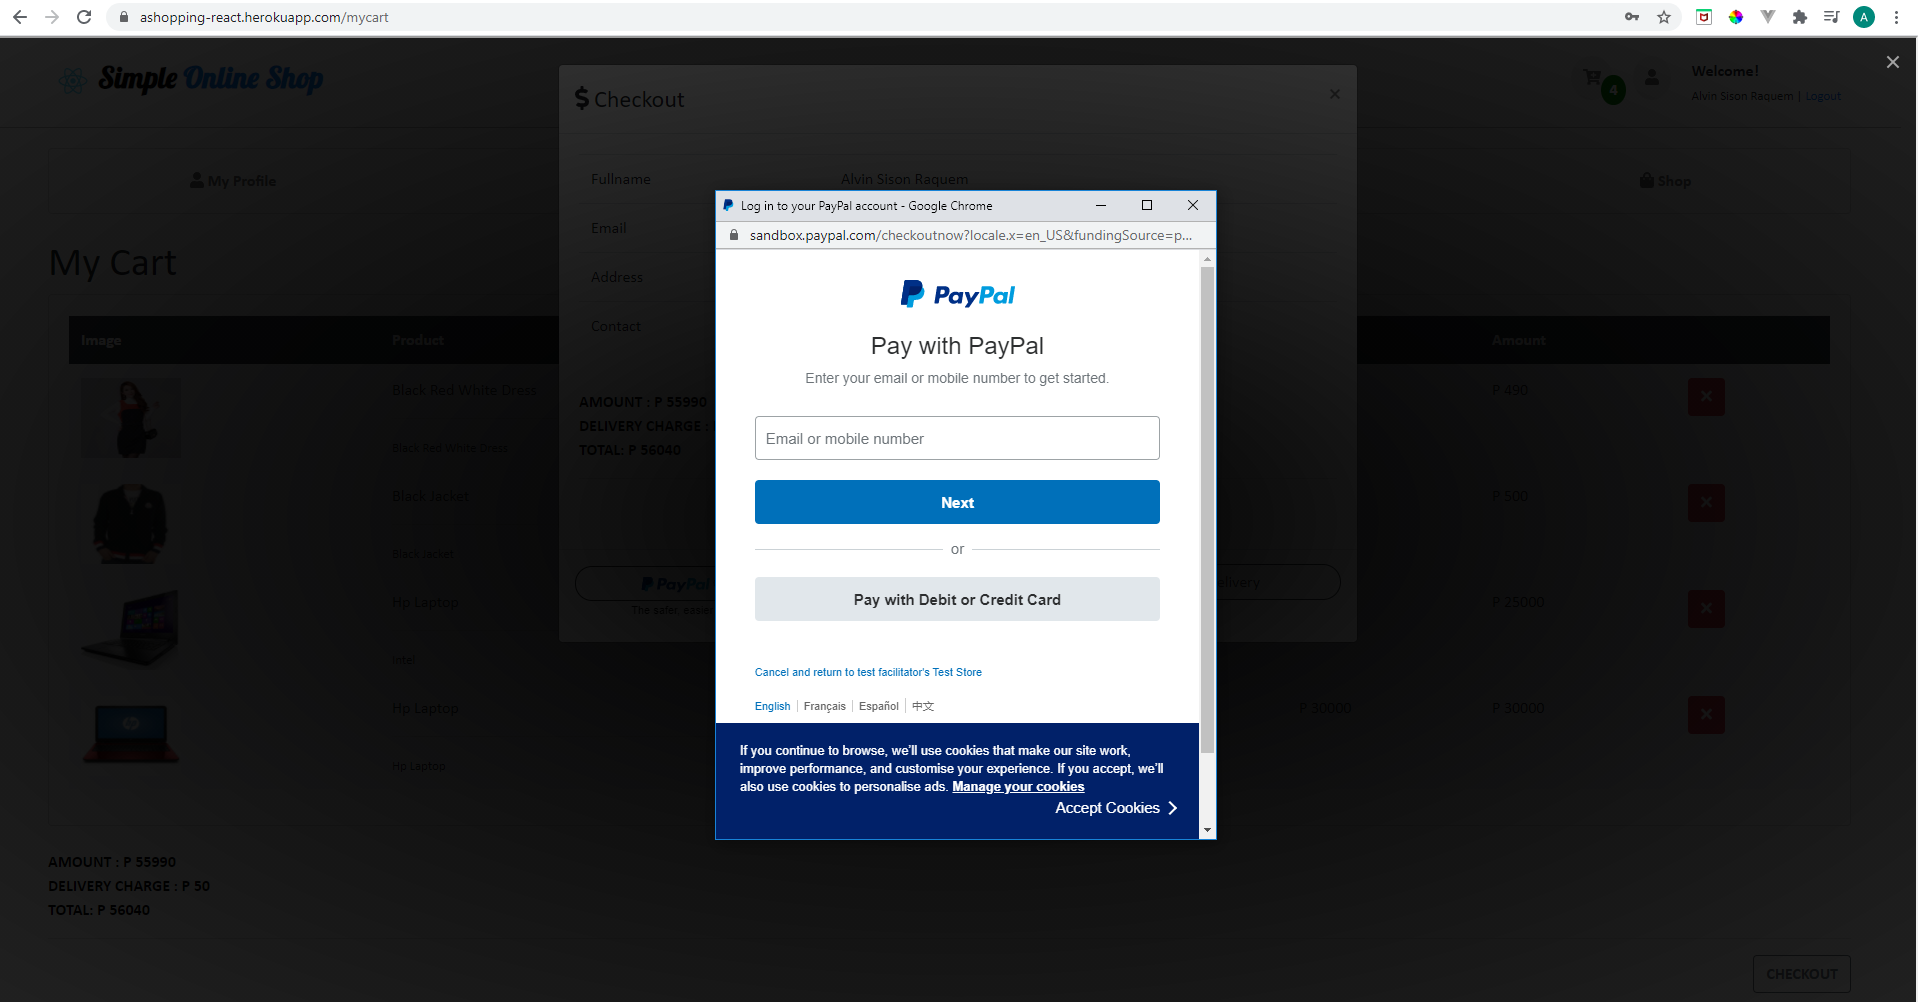 ashopping-react.herokuapp.com/mycart
A
Simple Online Shop
4
Welcome!
Alvin Sison Raquem | Logout
My Profile
Shop
My Cart
Image Product Amount
Black Red White Dress P 490
Black Red White Dress
Black Jacket P 500
Black Jacket
Hp Laptop P 25000
Intel
Hp Laptop P 30000 P 30000
Hp Laptop
AMOUNT : P 55990
DELIVERY CHARGE : P 50
TOTAL: P 56040
CHECKOUT
$ Checkout
×
Fullname Alvin Sison Raquem
Email
Address
Contact
AMOUNT : P 55990
DELIVERY CHARGE :
TOTAL: P 56040
PayPal
The safer, easier
elivery
Log in to your PayPal account - Google Chrome
sandbox.paypal.com/checkoutnow?locale.x=en_US&fundingSource=p...
PayPal
Pay with PayPal
Enter your email or mobile number to get started.
Email or mobile number
Next
or
Pay with Debit or Credit Card
Cancel and return to test facilitator's Test Store
English | Français | Español | 中文
If you continue to browse, we'll use cookies that make our site work,
improve performance, and customise your experience. If you accept, we'll
also use cookies to personalise ads. Manage your cookies
Accept Cookies